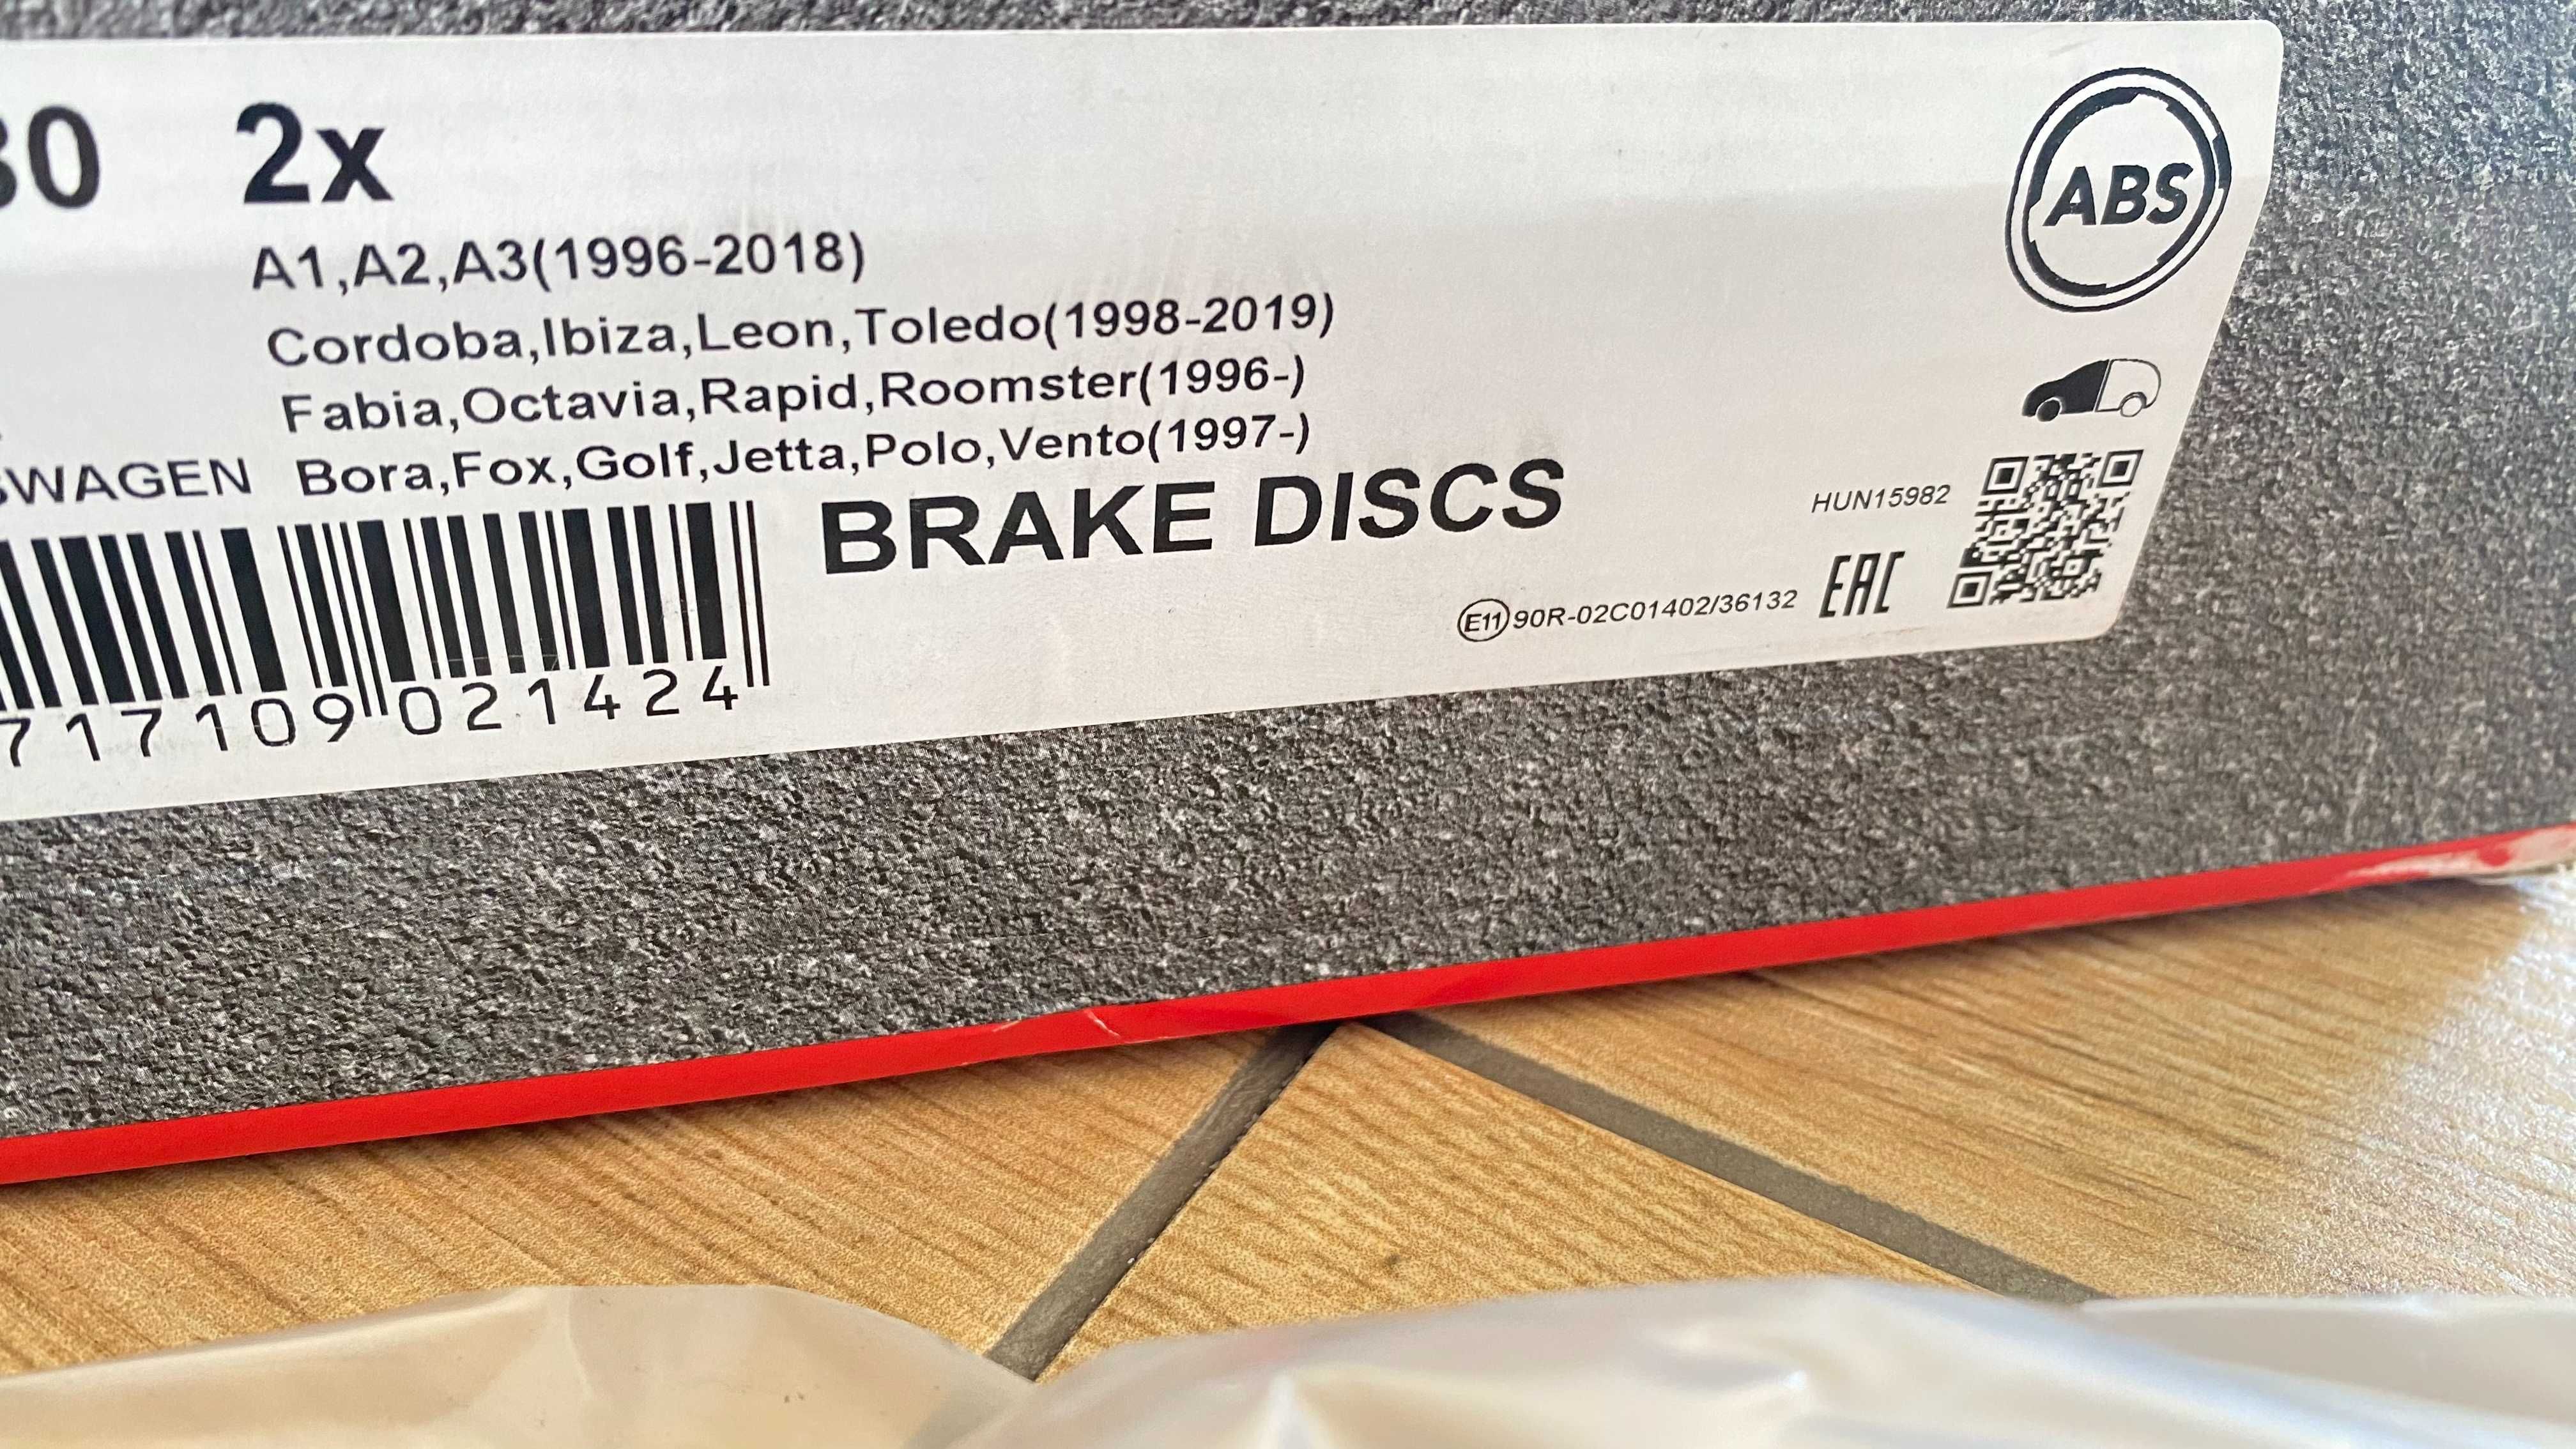 30 2x
ABS
A1,A2,A3(1996-2018)
Cordoba,Ibiza,Leon,Toledo(1998-2019)
Fabia,Octavia,Rapid,Roomster(1996-)
SWAGEN Bora,Fox,Golf,Jetta,Polo,Vento(1997-)
BRAKE DISCS
HUN15982
E11 90R-02C01402/36132 EAC
717109 021424